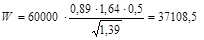 W = 60000 · (0,89 · 1,64 · 0,5) / √1,39 = 37108,5